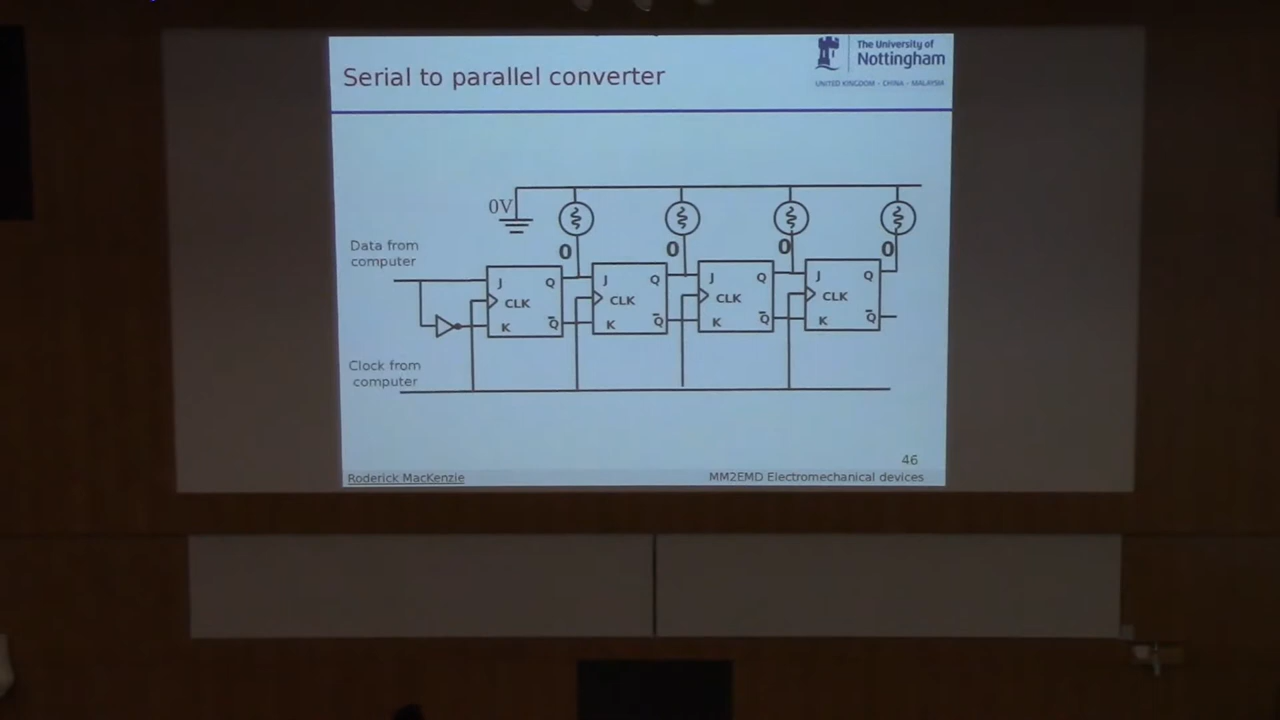 The University of
Nottingham
UNITED KINGDOM - CHINA - MALAYSIA
Serial to parallel converter
0V
0 0 0 0
Data from
computer
J Q J Q J Q J Q
CLK CLK CLK CLK
K Q̅ K Q̅ K Q̅ K Q̅
Clock from
computer
46
Roderick MacKenzie MM2EMD Electromechanical devices